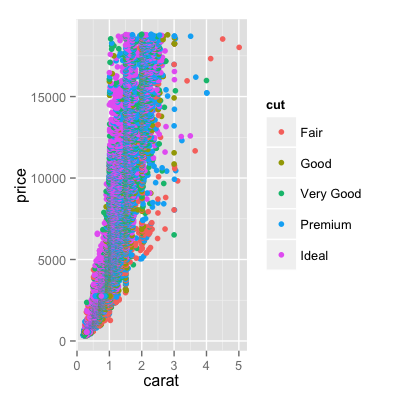 price
15000
10000
5000
0
0 1 2 3 4 5
carat
cut
Fair
Good
Very Good
Premium
Ideal